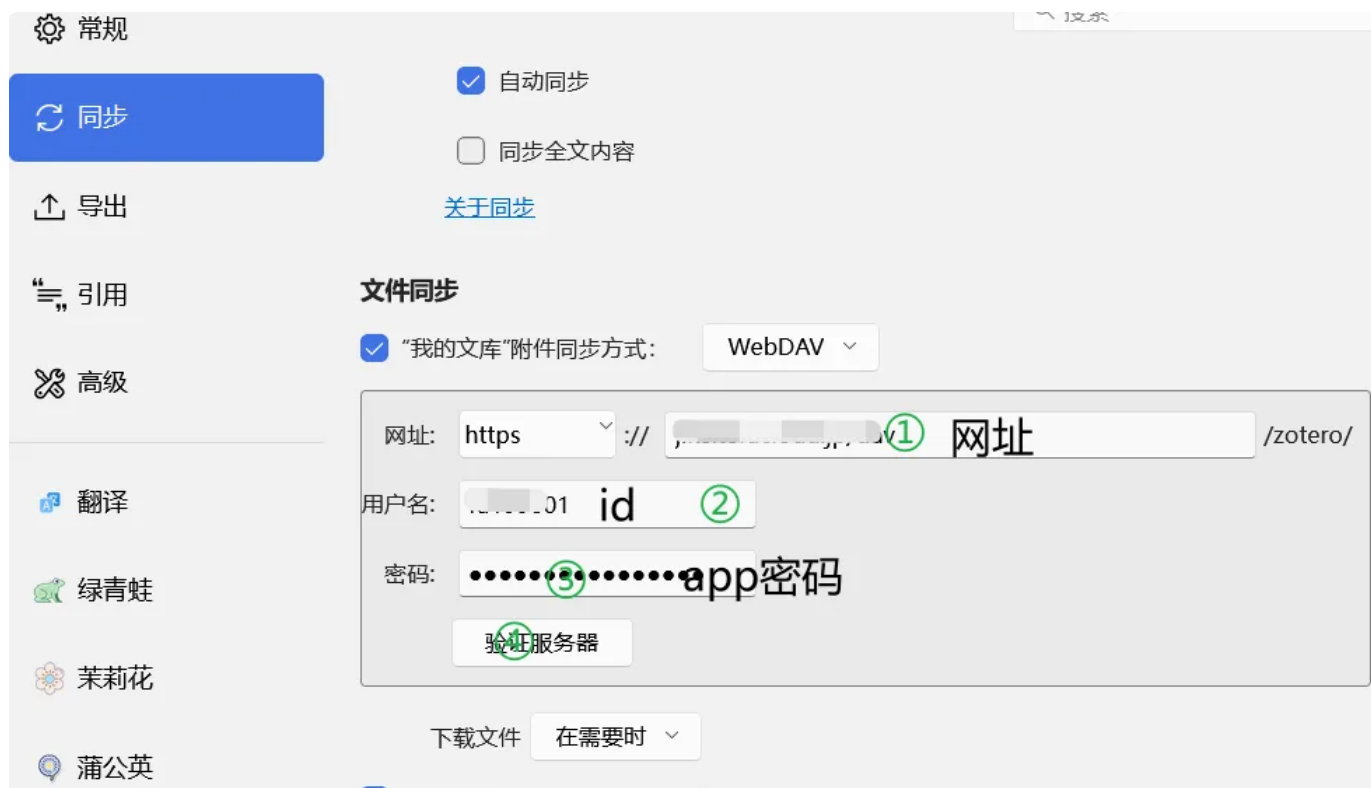 常规
搜索
自动同步
同步
同步全文内容
导出
关于同步
引用
文件同步
“我的文库”附件同步方式: WebDAV
高级
网址: https :// ① 网址 /zotero/
翻译
用户名: 01 id ②
密码: ③ app密码
绿青蛙
④ 验证服务器
茉莉花
下载文件 在需要时
蒲公英